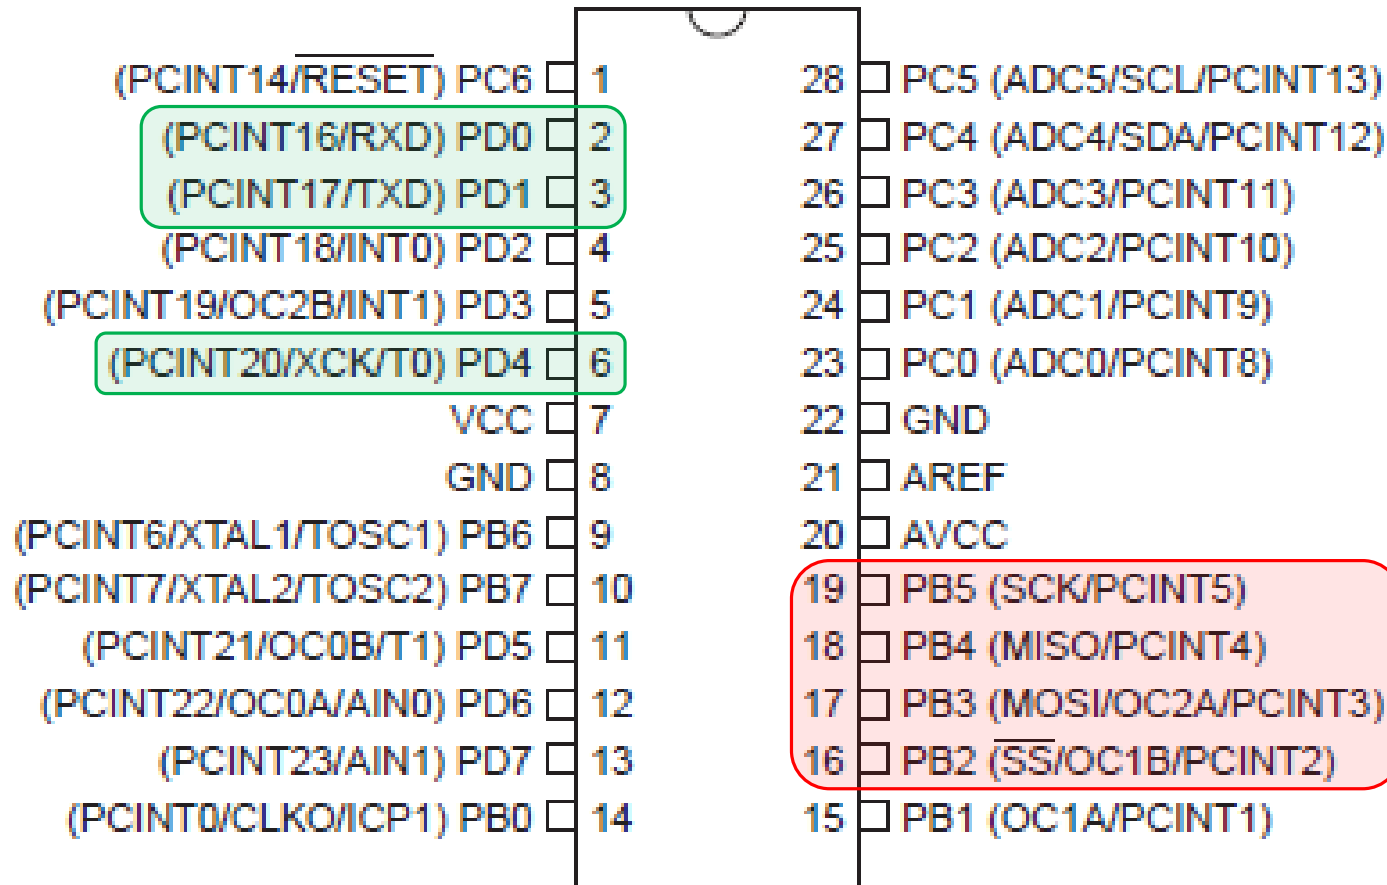 (PCINT14/RESET) PC6 1
(PCINT16/RXD) PD0 2
(PCINT17/TXD) PD1 3
(PCINT18/INT0) PD2 4
(PCINT19/OC2B/INT1) PD3 5
(PCINT20/XCK/T0) PD4 6
VCC 7
GND 8
(PCINT6/XTAL1/TOSC1) PB6 9
(PCINT7/XTAL2/TOSC2) PB7 10
(PCINT21/OC0B/T1) PD5 11
(PCINT22/OC0A/AIN0) PD6 12
(PCINT23/AIN1) PD7 13
(PCINT0/CLKO/ICP1) PB0 14
28 PC5 (ADC5/SCL/PCINT13)
27 PC4 (ADC4/SDA/PCINT12)
26 PC3 (ADC3/PCINT11)
25 PC2 (ADC2/PCINT10)
24 PC1 (ADC1/PCINT9)
23 PC0 (ADC0/PCINT8)
22 GND
21 AREF
20 AVCC
19 PB5 (SCK/PCINT5)
18 PB4 (MISO/PCINT4)
17 PB3 (MOSI/OC2A/PCINT3)
16 PB2 (SS/OC1B/PCINT2)
15 PB1 (OC1A/PCINT1)